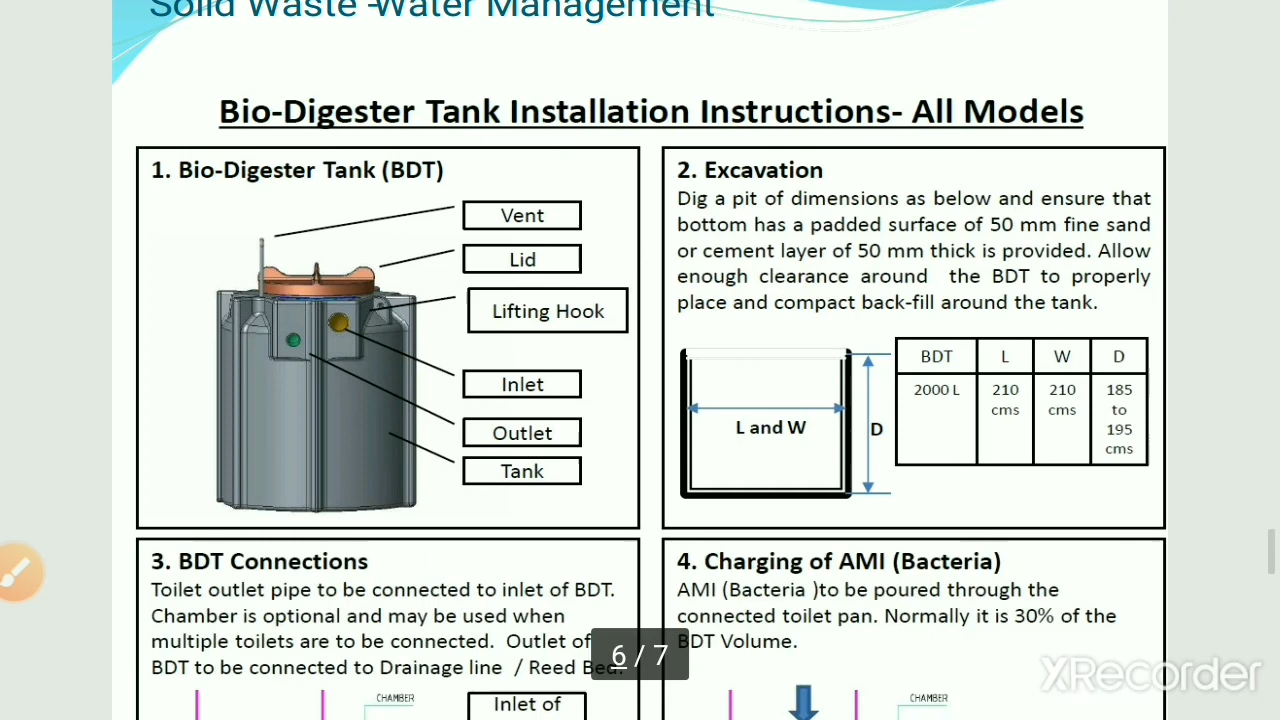 Solid Waste -Water Management
Bio-Digester Tank Installation Instructions- All Models
1. Bio-Digester Tank (BDT)
Vent
Lid
Lifting Hook
Inlet
Outlet
Tank
2. Excavation
Dig a pit of dimensions as below and ensure that
bottom has a padded surface of 50 mm fine sand
or cement layer of 50 mm thick is provided. Allow
enough clearance around the BDT to properly
place and compact back-fill around the tank.
L and W
D
BDT L W D
2000 L 210 cms 210 cms 185 to 195 cms
3. BDT Connections
Toilet outlet pipe to be connected to inlet of BDT.
Chamber is optional and may be used when
multiple toilets are to be connected. Outlet of
BDT to be connected to Drainage line / Reed Bed.
CHAMBER
Inlet of
4. Charging of AMI (Bacteria)
AMI (Bacteria )to be poured through the
connected toilet pan. Normally it is 30% of the
BDT Volume.
CHAMBER
6 / 7
XRecorder